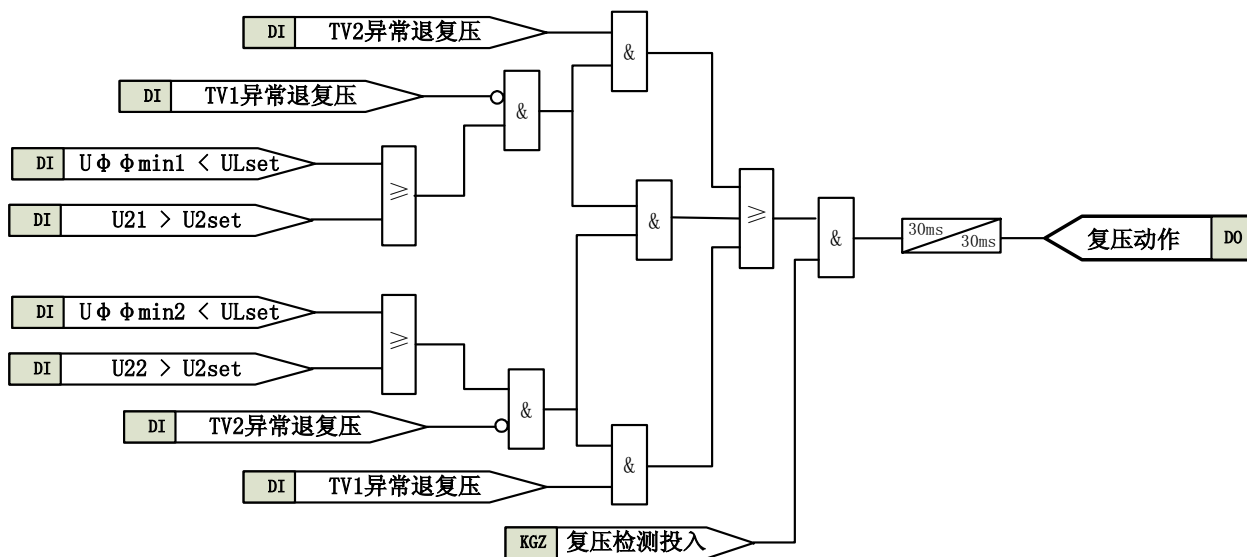 DI TV2异常退复压
&
DI TV1异常退复压
&
DI UΦΦmin1 < ULset
≥
DI U21 > U2set
&
≥
&
30ms
30ms
复压动作 DO
DI UΦΦmin2 < ULset
≥
DI U22 > U2set
&
DI TV2异常退复压
&
DI TV1异常退复压
KGZ 复压检测投入